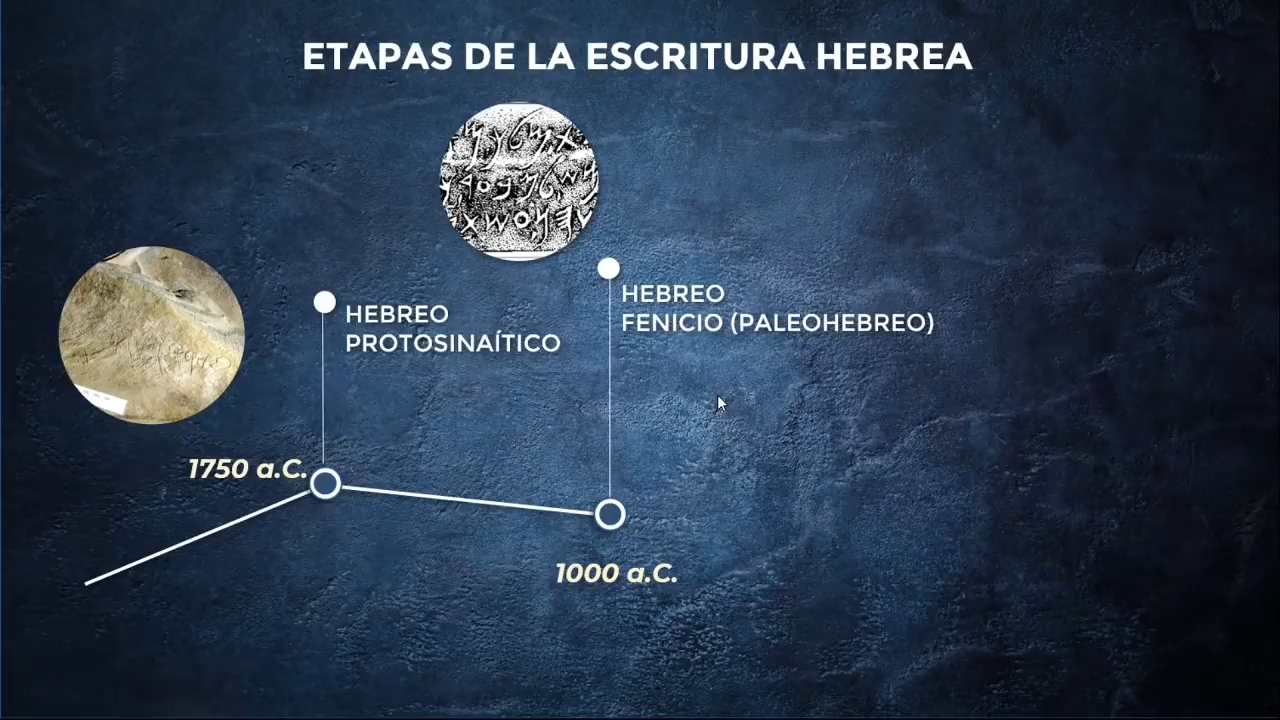 ETAPAS DE LA ESCRITURA HEBREA
HEBREO
PROTOSINAÍTICO
HEBREO
FENICIO (PALEOHEBREO)
1750 a.C.
1000 a.C.